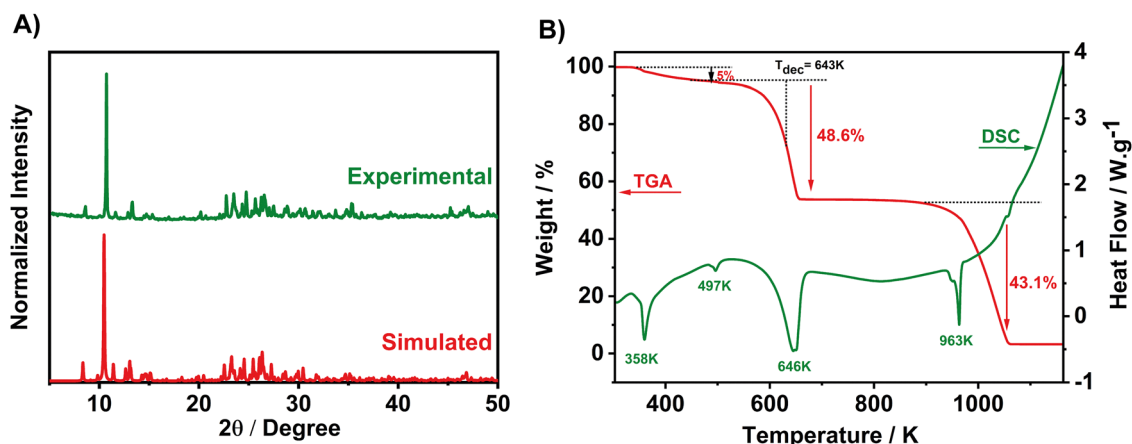 A)
Normalized Intensity
Experimental
Simulated
10 20 30 40 50
2θ / Degree
B)
Weight / %
100
80
60
40
20
0
T_dec= 643K
5%
48.6%
TGA
DSC
43.1%
358K
497K
646K
963K
400 600 800 1000
Temperature / K
4
3
2
1
0
-1
Heat Flow / W.g⁻¹